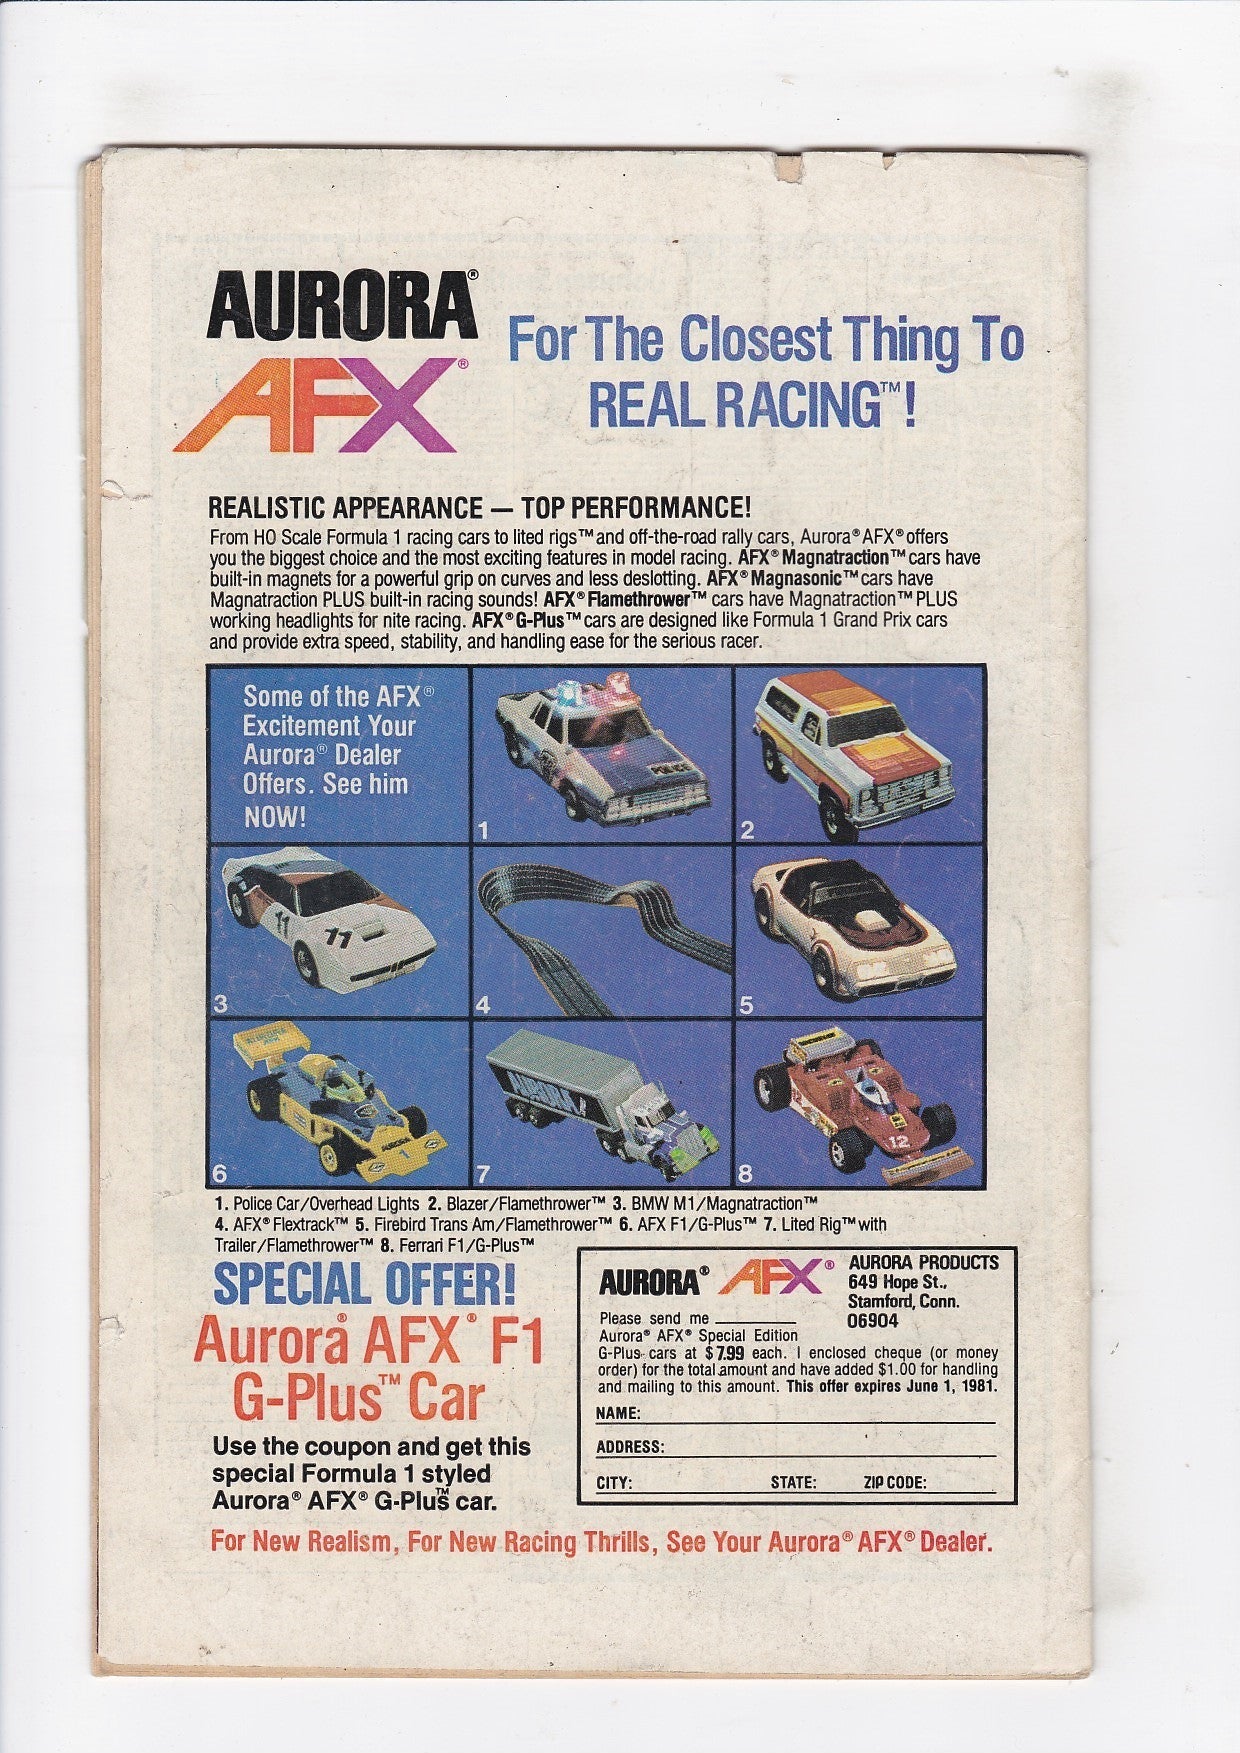 AURORA®
AFX®
For The Closest Thing To
REAL RACING™!
REALISTIC APPEARANCE — TOP PERFORMANCE!
From HO Scale Formula 1 racing cars to lited rigs™ and off-the-road rally cars, Aurora® AFX® offers
you the biggest choice and the most exciting features in model racing. AFX® Magnatraction™ cars have
built-in magnets for a powerful grip on curves and less deslotting. AFX® Magnasonic™ cars have
Magnatraction PLUS built-in racing sounds! AFX® Flamethrower™ cars have Magnatraction™ PLUS
working headlights for nite racing. AFX® G-Plus™ cars are designed like Formula 1 Grand Prix cars
and provide extra speed, stability, and handling ease for the serious racer.
Some of the AFX®
Excitement Your
Aurora® Dealer
Offers. See him
NOW!
POLICE
1
2
11
11
3
4
5
AURORA
1
6
AURORA
7
12
8
1. Police Car/Overhead Lights 2. Blazer/Flamethrower™ 3. BMW M1/Magnatraction™
4. AFX® Flextrack™ 5. Firebird Trans Am/Flamethrower™ 6. AFX F1/G-Plus™ 7. Lited Rig™ with
Trailer/Flamethrower™ 8. Ferrari F1/G-Plus™
SPECIAL OFFER!
Aurora® AFX® F1
G-Plus™ Car
Use the coupon and get this
special Formula 1 styled
Aurora® AFX® G-Plus™ car.
AURORA® AFX®
AURORA PRODUCTS
649 Hope St.,
Stamford, Conn.
06904
Please send me ________
Aurora® AFX® Special Edition
G-Plus cars at $7.99 each. I enclosed cheque (or money
order) for the total amount and have added $1.00 for handling
and mailing to this amount. This offer expires June 1, 1981.
NAME:
ADDRESS:
CITY: STATE: ZIP CODE:
For New Realism, For New Racing Thrills, See Your Aurora® AFX® Dealer.